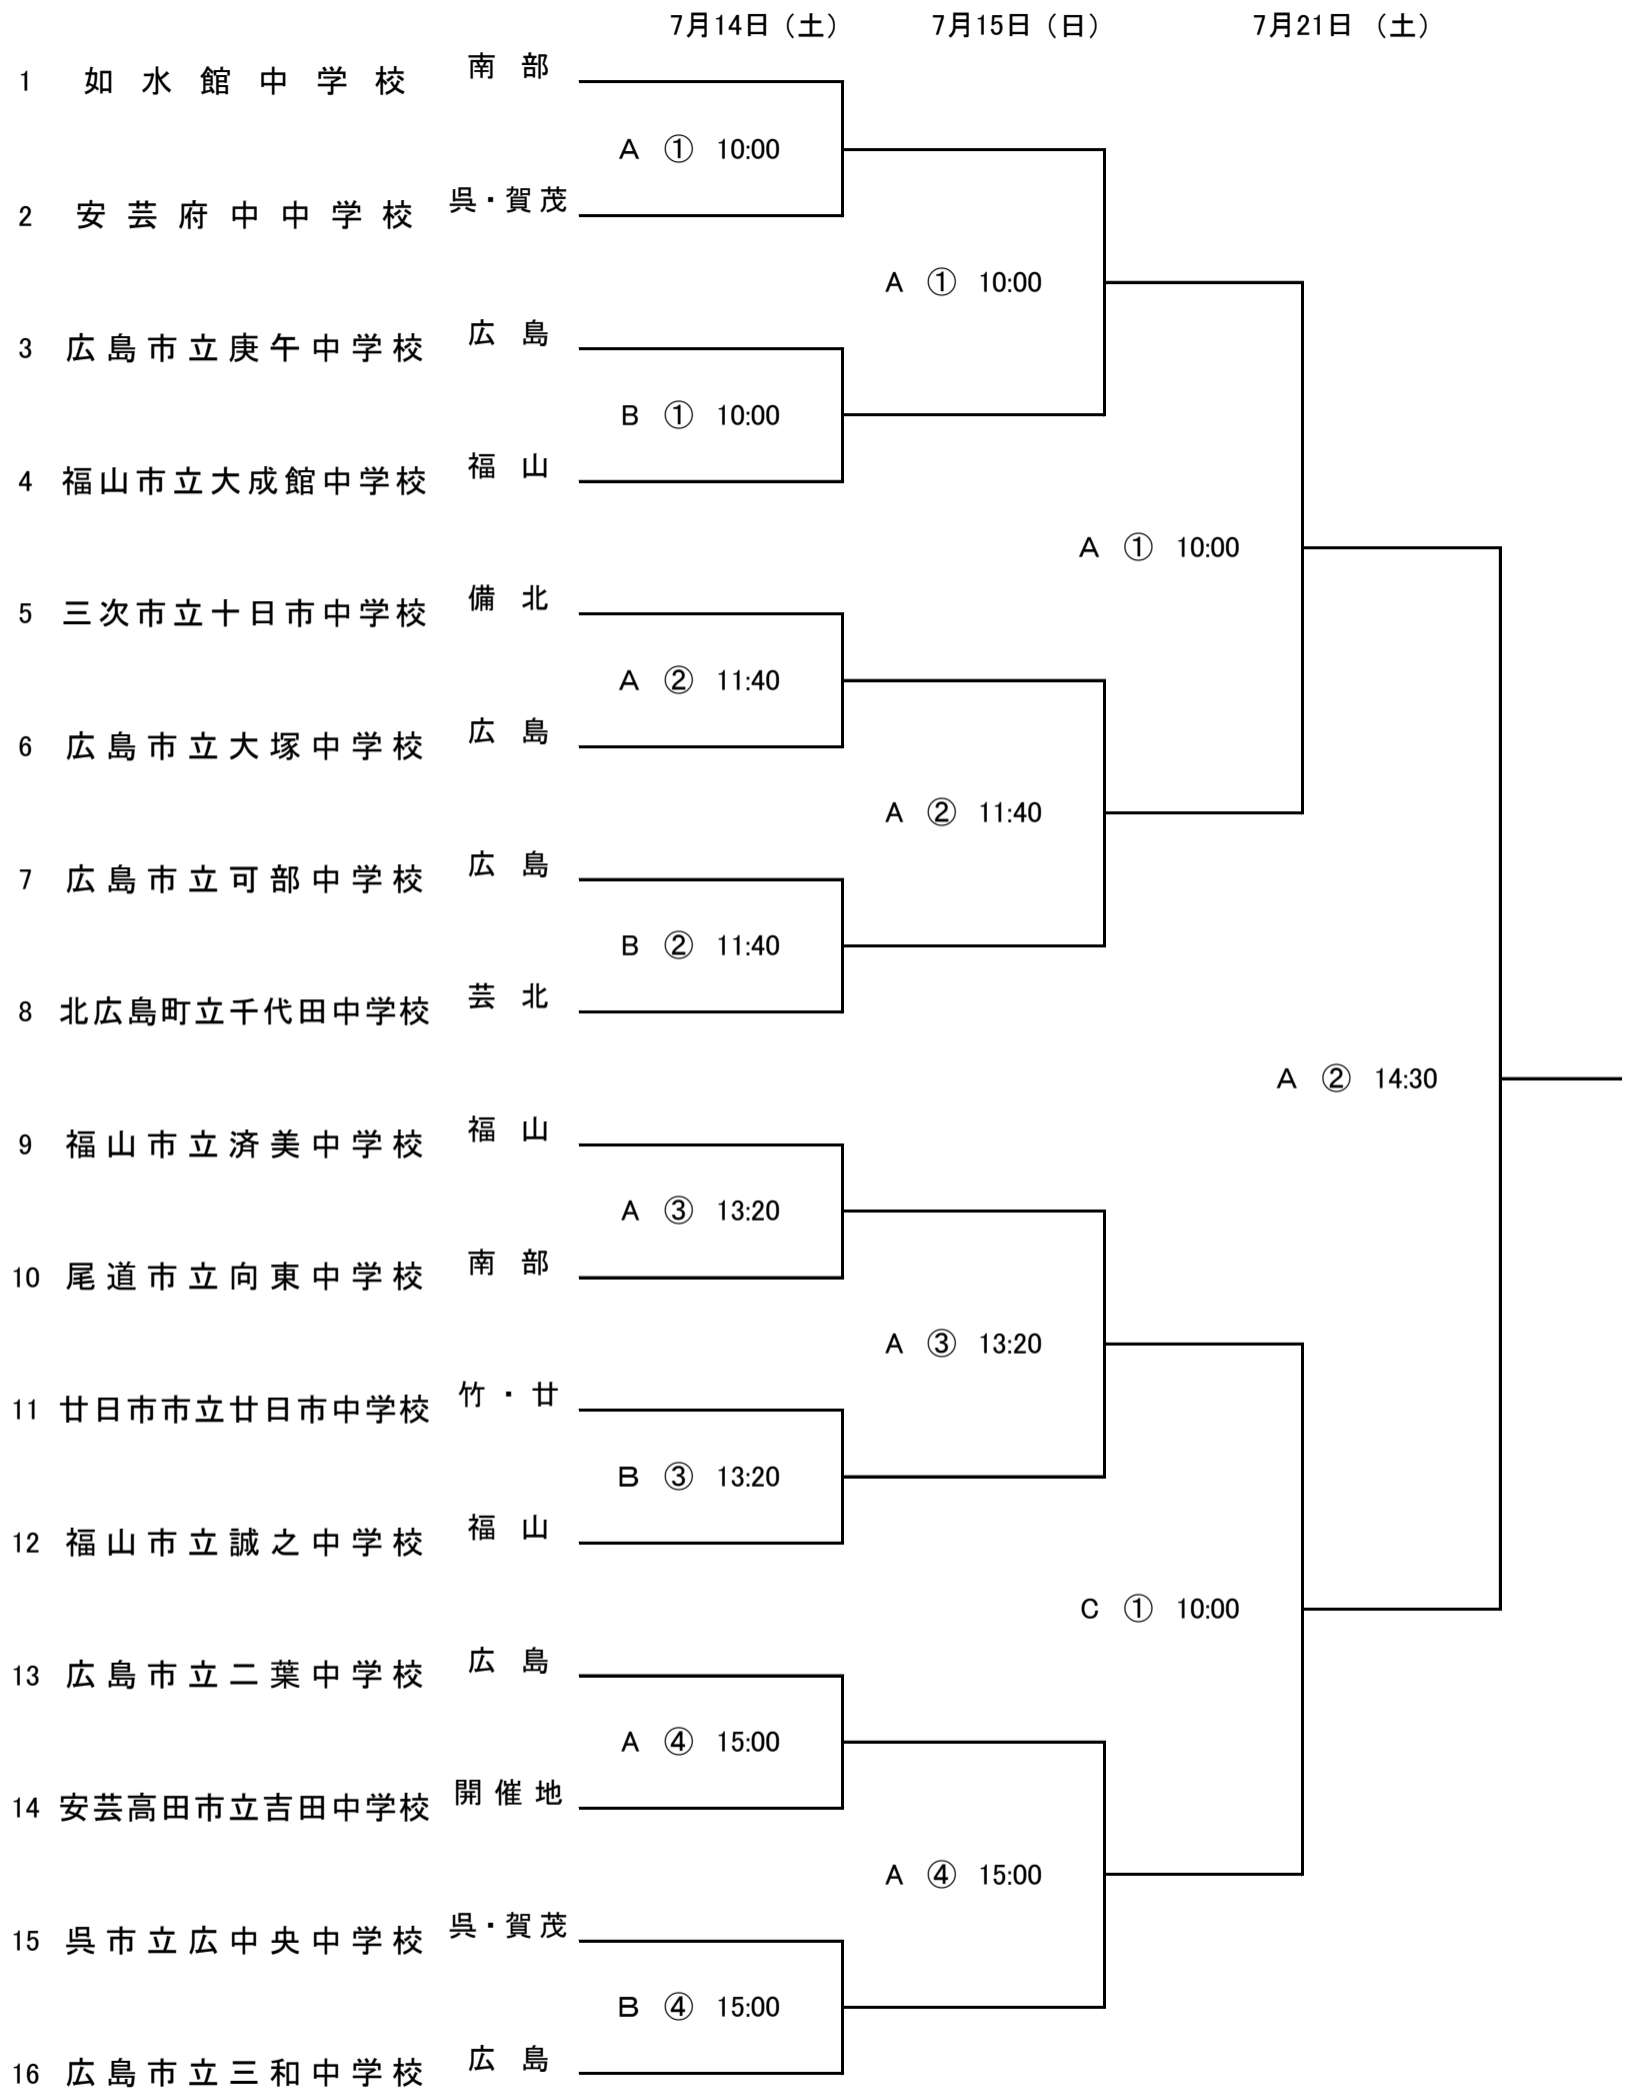 7月14日（土） 7月15日（日） 7月21日（土）
1 如水館中学校 南部
A ① 10:00
2 安芸府中中学校 呉・賀茂
A ① 10:00
3 広島市立庚午中学校 広島
B ① 10:00
4 福山市立大成館中学校 福山
A ① 10:00
5 三次市立十日市中学校 備北
A ② 11:40
6 広島市立大塚中学校 広島
A ② 11:40
7 広島市立可部中学校 広島
B ② 11:40
8 北広島町立千代田中学校 芸北
A ② 14:30
9 福山市立済美中学校 福山
A ③ 13:20
10 尾道市立向東中学校 南部
A ③ 13:20
11 廿日市市立廿日市中学校 竹・廿
B ③ 13:20
12 福山市立誠之中学校 福山
C ① 10:00
13 広島市立二葉中学校 広島
A ④ 15:00
14 安芸高田市立吉田中学校 開催地
A ④ 15:00
15 呉市立広中央中学校 呉・賀茂
B ④ 15:00
16 広島市立三和中学校 広島